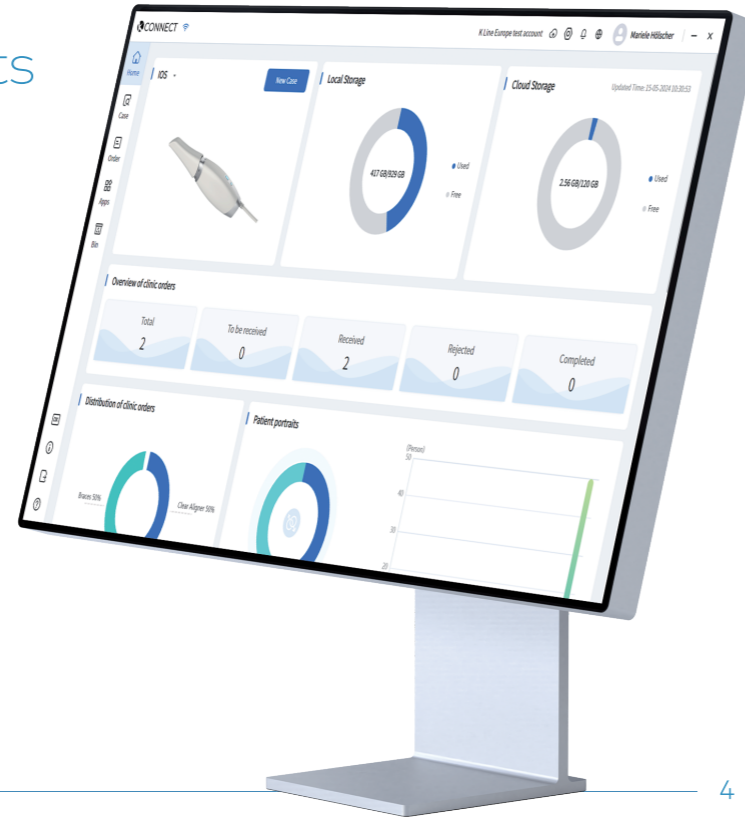 ts
CONNECT
K Line Europe test account
Mariele Hölscher
Home
Case
Order
Apps
Bin
IOS
New Case
Local Storage
417 GB/929 GB
Used
Free
Cloud Storage
Updated Time: 15-05-2024 10:30:53
2.56 GB/120 GB
Used
Free
Overview of clinic orders
Total
2
To be received
0
Received
2
Rejected
0
Completed
0
Distribution of clinic orders
Braces 50%
Clear Aligner 50%
Patient portraits
(Person)
50
40
30
20
4